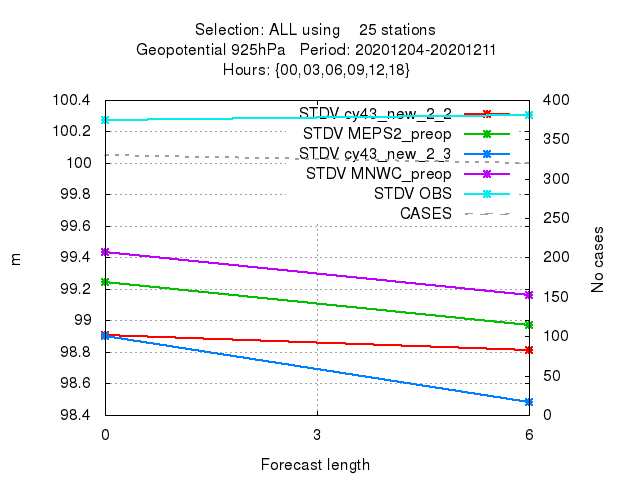 Selection: ALL using    25 stations
Geopotential 925hPa   Period: 20201204-20201211
Hours: {00,03,06,09,12,18}
100.4
100.2
100
99.8
99.6
99.4
99.2
99
98.8
98.6
98.4
m
STDV cy43_new_2_2
STDV MEPS2_preop
STDV cy43_new_2_3
STDV MNWC_preop
STDV OBS
CASES
400
350
300
250
200
150
100
50
0
No cases
0 3 6
Forecast length